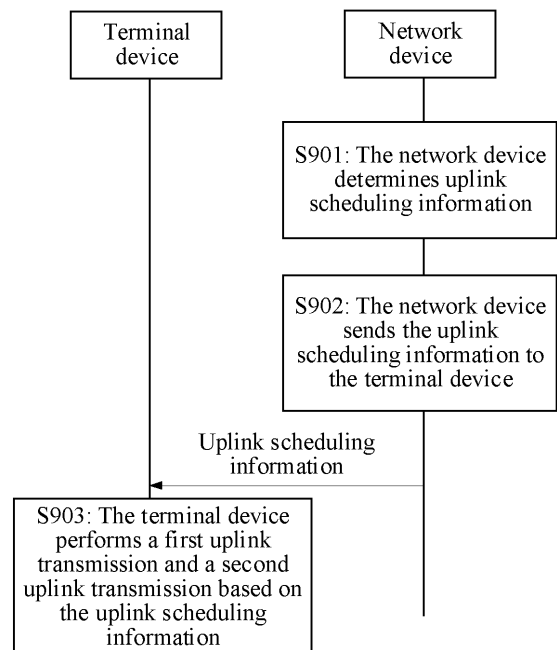 Terminal
device
Network
device
S901: The network device
determines uplink
scheduling information
S902: The network device
sends the uplink
scheduling information to
the terminal device
Uplink scheduling
information
S903: The terminal device
performs a first uplink
transmission and a second
uplink transmission based on
the uplink scheduling
information